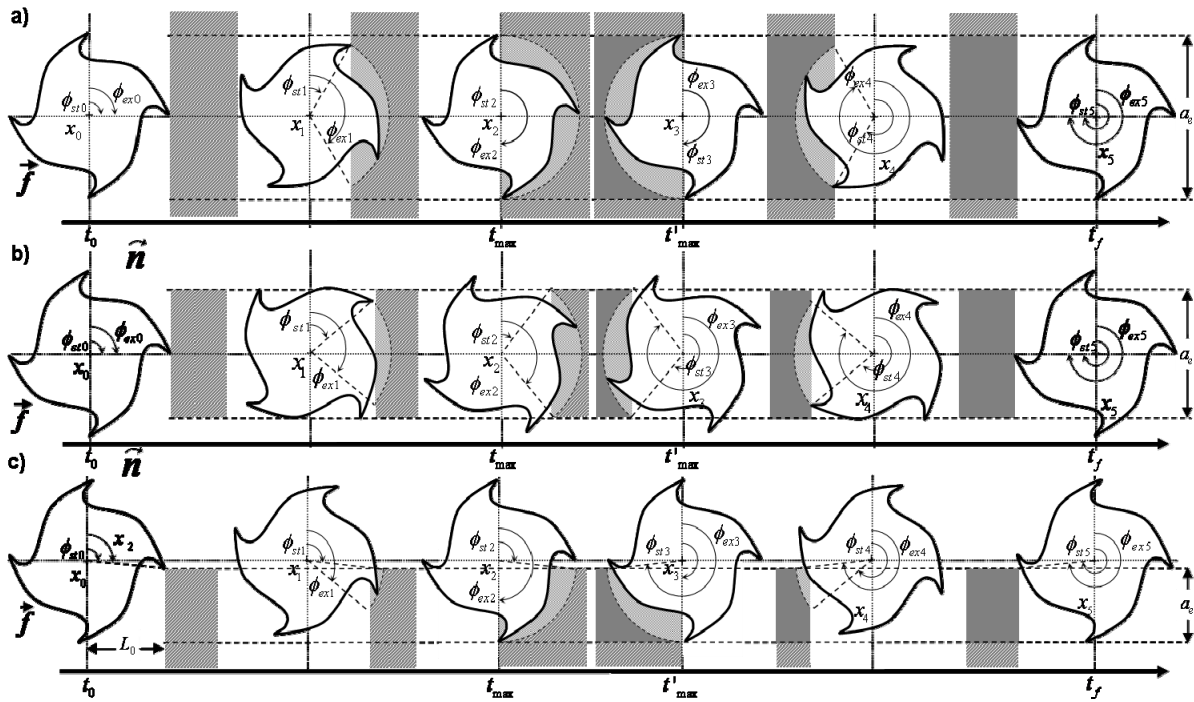 a)
ϕst0 ϕex0 x0
ϕst1 x1 ϕex1
ϕst2 x2 ϕex2
ϕex3 x3 ϕst3
ϕex4 ϕst4 x4
ϕst5 ϕex5 x5
ae
f
t0 tmax t'max tf
n
b)
ϕst0 ϕex0 x0
ϕst1 x1 ϕex1
ϕst2 x2 ϕex2
ϕex3 ϕst3 x3
ϕex4 ϕst4 x4
ϕst5 ϕex5 x5
ae
f
t0 tmax t'max tf
n
c)
ϕst0 x2 x0
ϕst1 x1 ϕex1
ϕst2 x2 ϕex2
ϕst3 ϕex3 x3
ϕst4 ϕex4 x4
ϕst5 ϕex5 x5
ae
f
L0
t0 tmax t'max tf